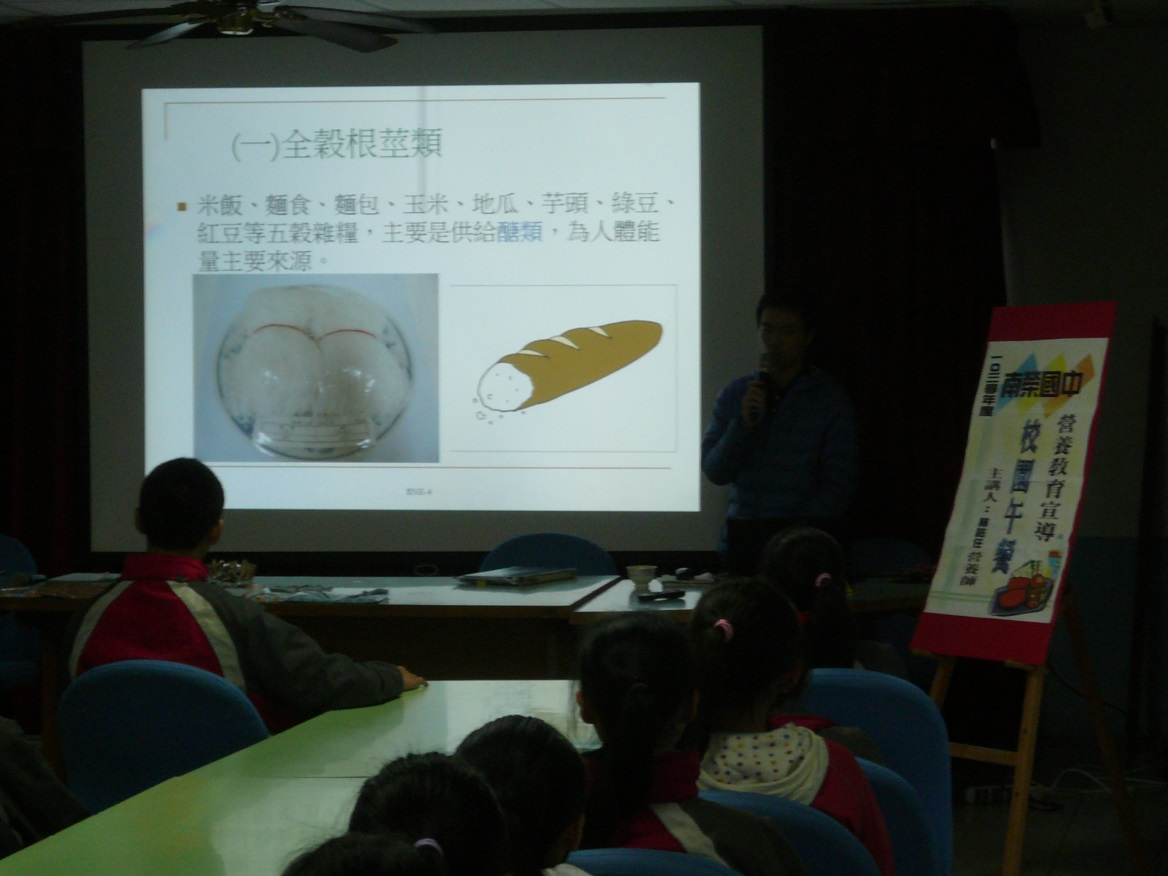 (一)全穀根莖類
米飯、麵食、麵包、玉米、地瓜、芋頭、綠豆、
紅豆等五穀雜糧，主要是供給醣類，為人體能
量主要來源。
南榮國中
營養教育宣導
校園午餐
主講人：
營養師